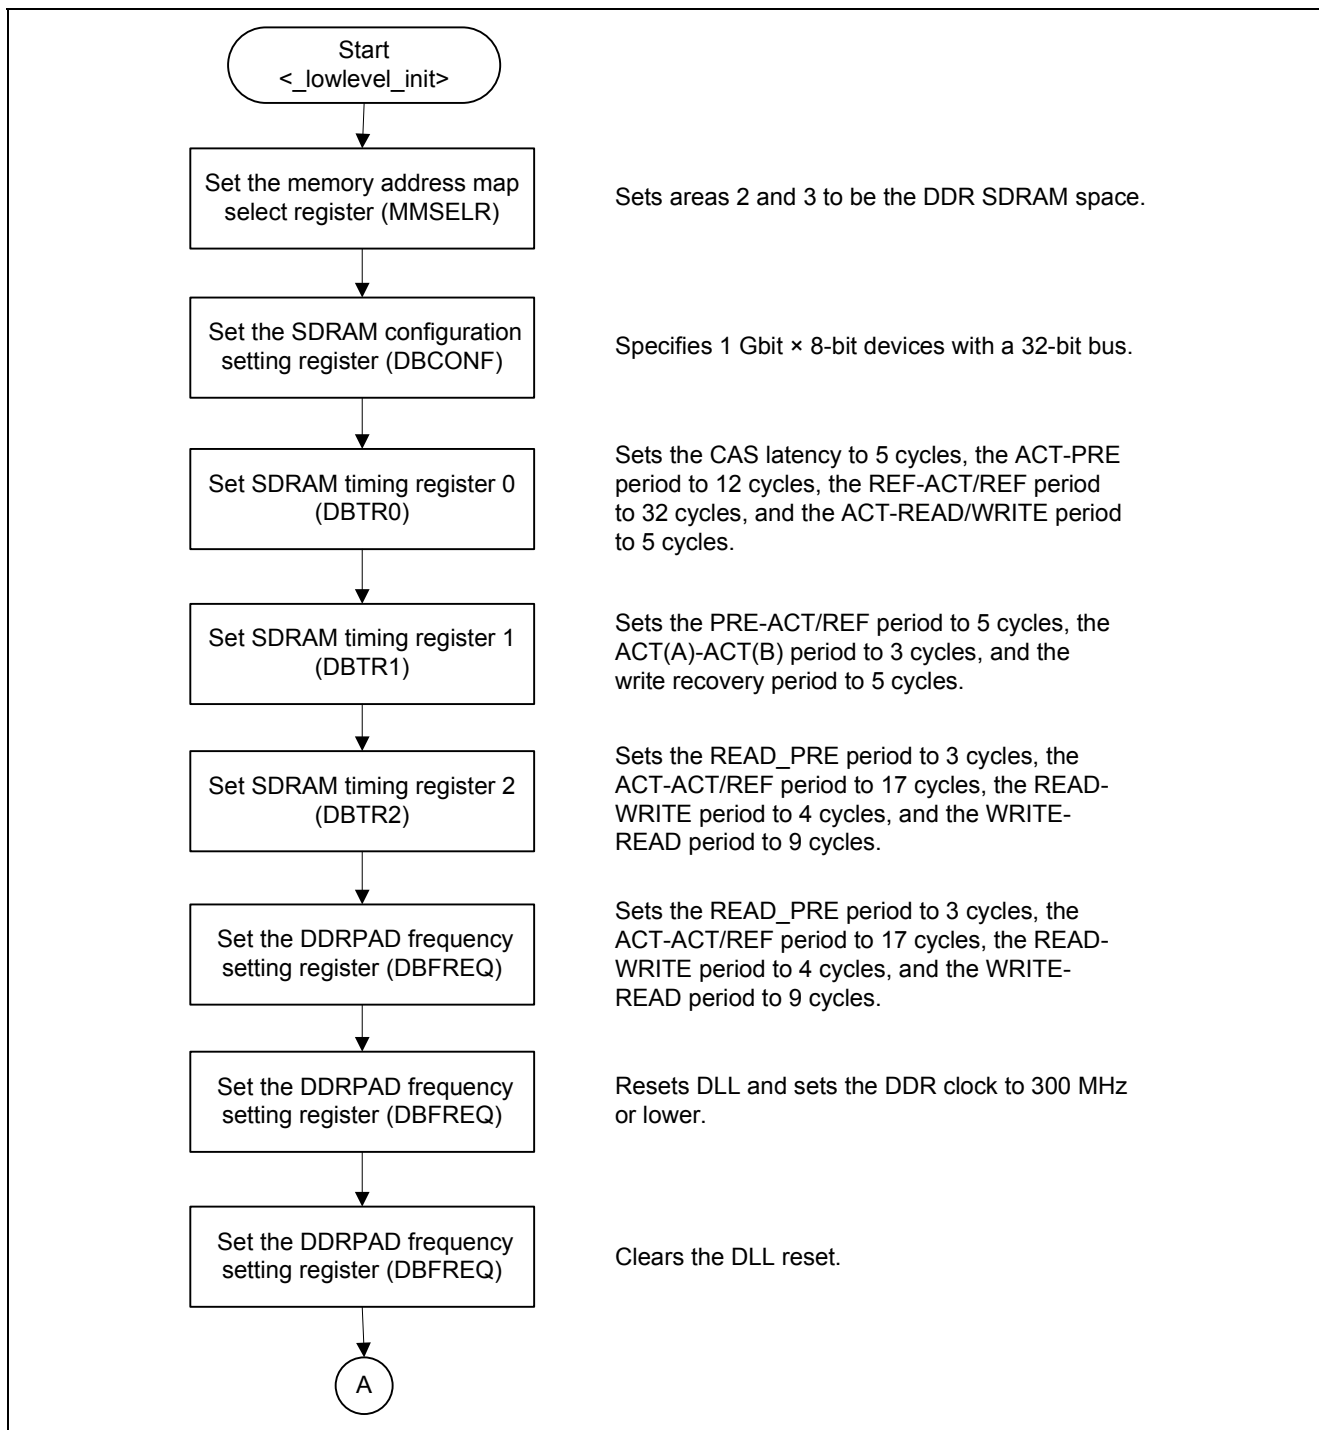 Start
<_lowlevel_init>
Set the memory address map
select register (MMSELR)
Sets areas 2 and 3 to be the DDR SDRAM space.
Set the SDRAM configuration
setting register (DBCONF)
Specifies 1 Gbit × 8-bit devices with a 32-bit bus.
Set SDRAM timing register 0
(DBTR0)
Sets the CAS latency to 5 cycles, the ACT-PRE
period to 12 cycles, the REF-ACT/REF period
to 32 cycles, and the ACT-READ/WRITE period
to 5 cycles.
Set SDRAM timing register 1
(DBTR1)
Sets the PRE-ACT/REF period to 5 cycles, the
ACT(A)-ACT(B) period to 3 cycles, and the
write recovery period to 5 cycles.
Set SDRAM timing register 2
(DBTR2)
Sets the READ_PRE period to 3 cycles, the
ACT-ACT/REF period to 17 cycles, the READ-
WRITE period to 4 cycles, and the WRITE-
READ period to 9 cycles.
Set the DDRPAD frequency
setting register (DBFREQ)
Sets the READ_PRE period to 3 cycles, the
ACT-ACT/REF period to 17 cycles, the READ-
WRITE period to 4 cycles, and the WRITE-
READ period to 9 cycles.
Set the DDRPAD frequency
setting register (DBFREQ)
Resets DLL and sets the DDR clock to 300 MHz
or lower.
Set the DDRPAD frequency
setting register (DBFREQ)
Clears the DLL reset.
A